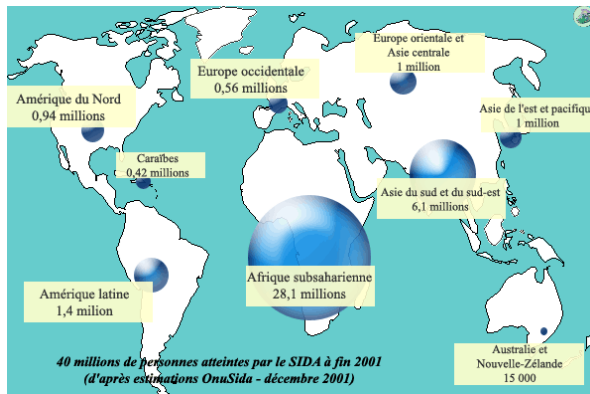 Europe orientale et
Asie centrale
1 million
Europe occidentale
0,56 millions
Amérique du Nord
0,94 millions
Asie de l'est et pacifique
1 million
Caraïbes
0,42 millions
Asie du sud et du sud-est
6,1 millions
Afrique subsaharienne
28,1 millions
Amérique latine
1,4 milion
Australie et
Nouvelle-Zélande
15 000
40 millions de personnes atteintes par le SIDA à fin 2001
(d'après estimations OnuSida - décembre 2001)